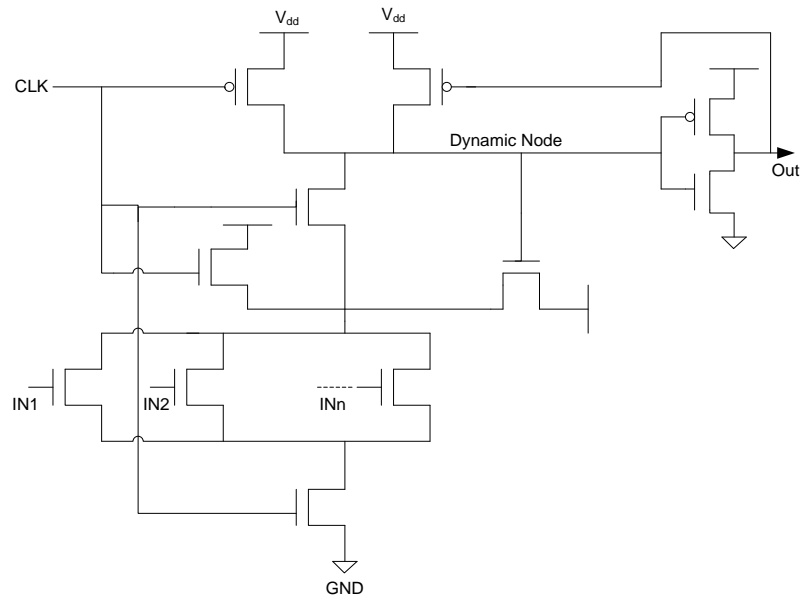 Vdd
Vdd
CLK
Dynamic Node
Out
IN1
IN2
INn
GND